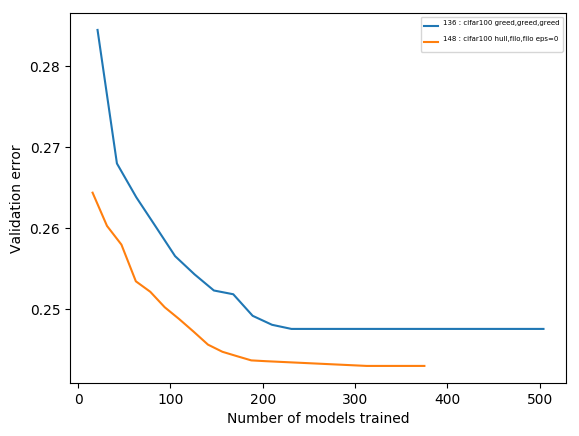 136 : cifar100 greed,greed,greed
148 : cifar100 hull,filo,filo eps=0
0.28
0.27
0.26
0.25
Validation error
0 100 200 300 400 500
Number of models trained